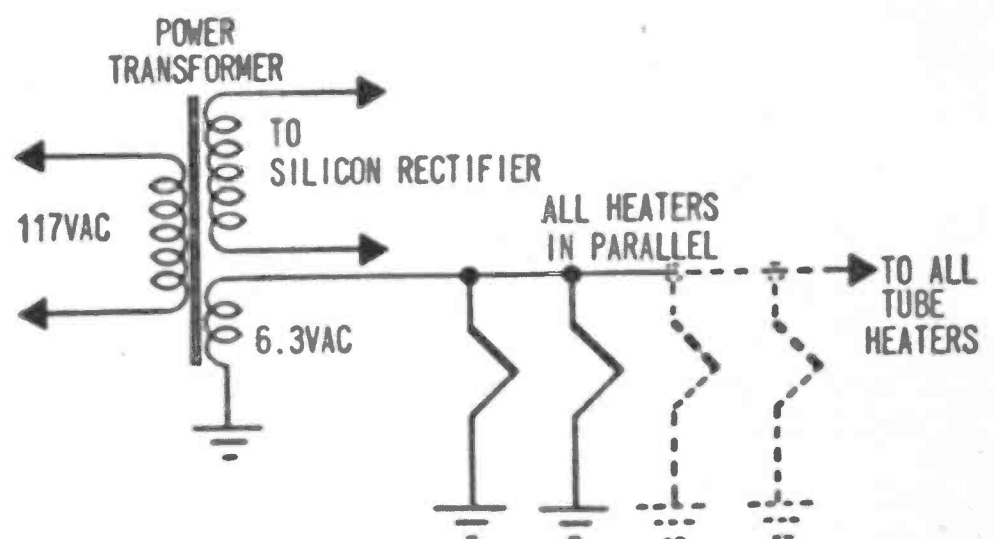 POWER
TRANSFORMER
TO
SILICON RECTIFIER
117VAC
ALL HEATERS
IN PARALLEL
6.3VAC
TO ALL
TUBE
HEATERS